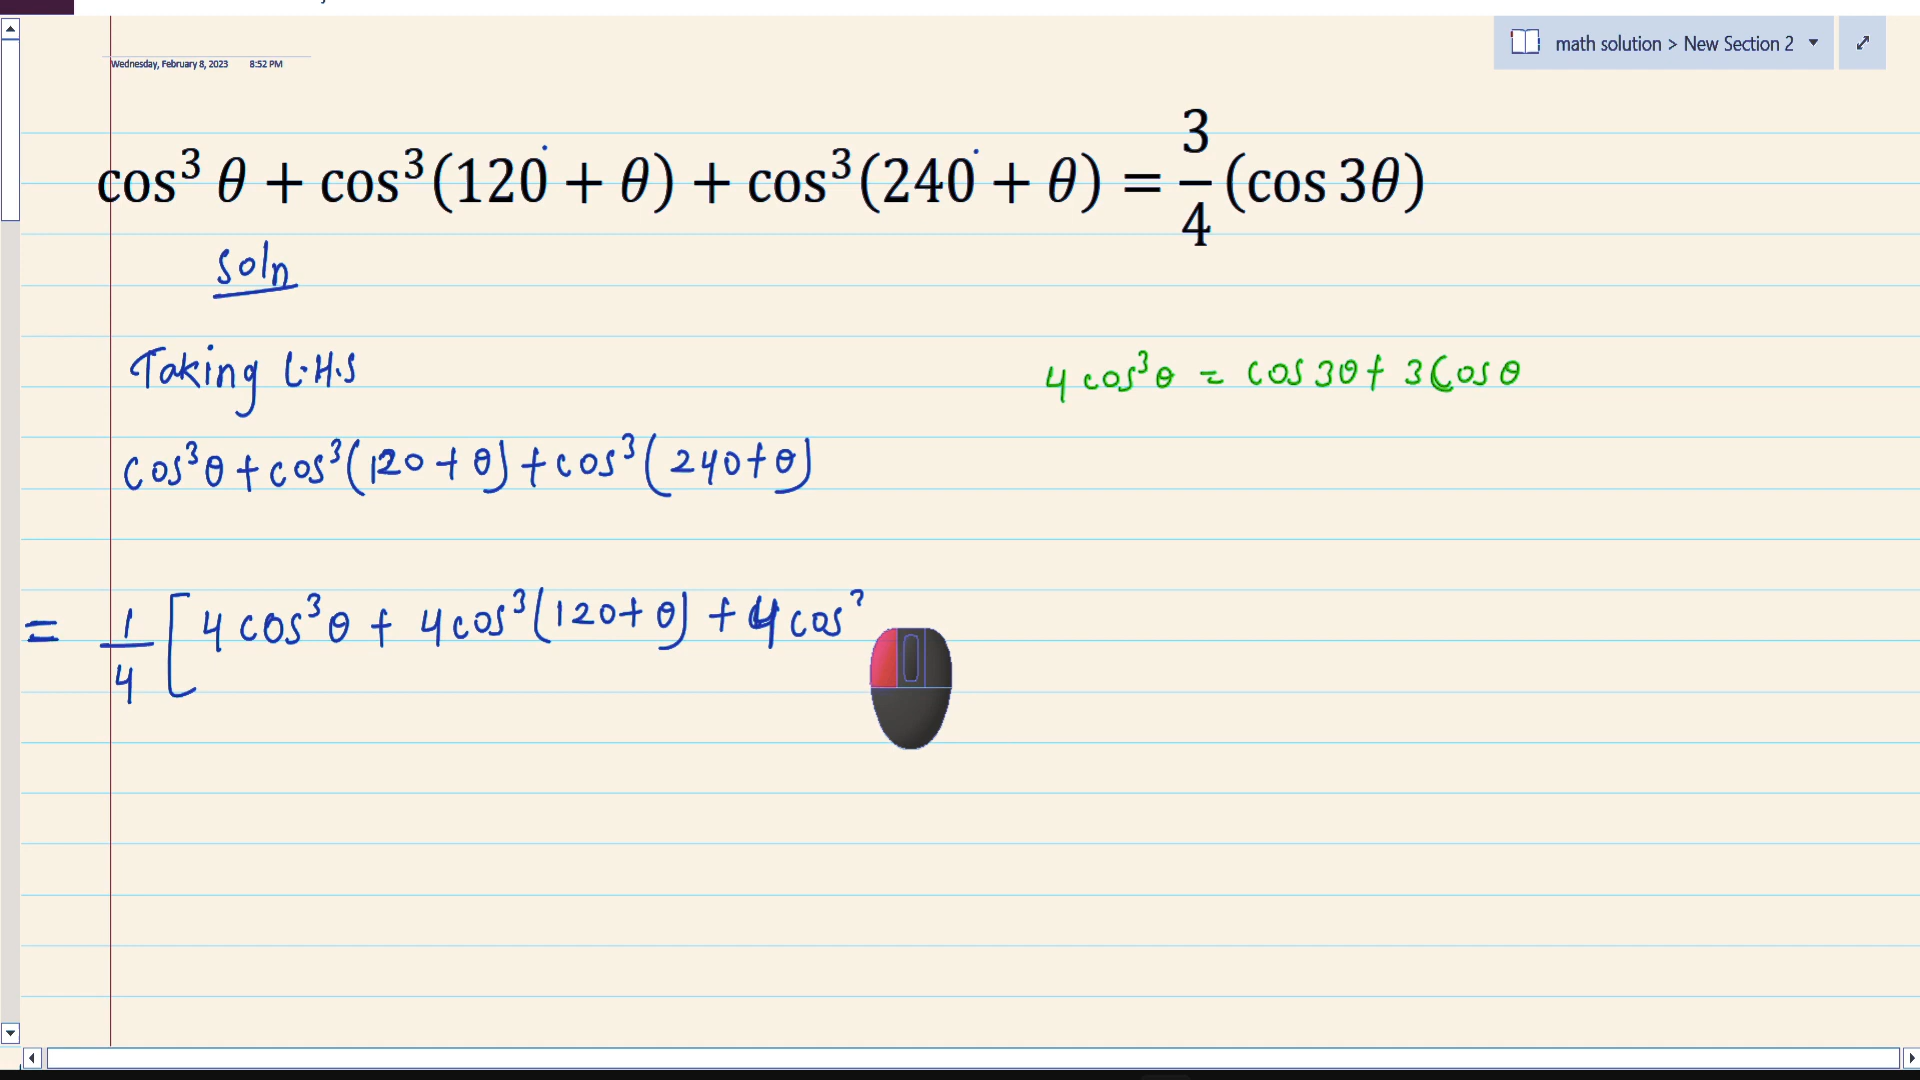 math solution > New Section 2
Wednesday, February 8, 2023 8:52 PM
cos³ θ + cos³(120˙ + θ) + cos³(240˙ + θ) = 3/4 (cos 3θ)
Soln
Taking L.H.S
4 cos³θ = cos 3θ + 3 Cos θ
cos³θ + cos³(120 + θ) + cos³(240 + θ)
= 1/4 [ 4 cos³θ + 4 cos³(120 + θ) + 4 cos³